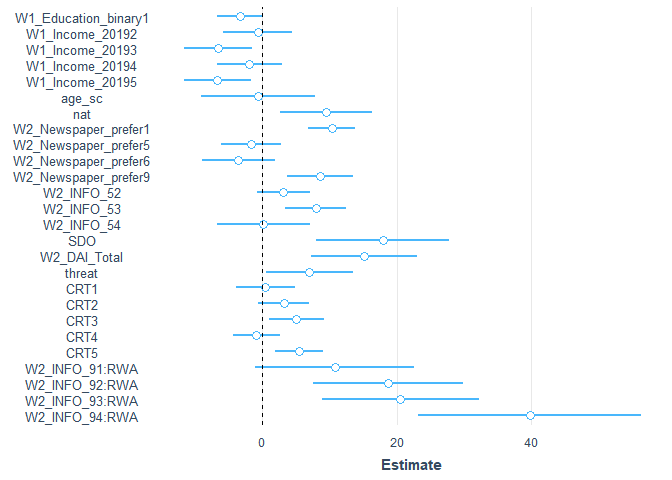 W1_Education_binary1
W1_Income_20192
W1_Income_20193
W1_Income_20194
W1_Income_20195
age_sc
nat
W2_Newspaper_prefer1
W2_Newspaper_prefer5
W2_Newspaper_prefer6
W2_Newspaper_prefer9
W2_INFO_52
W2_INFO_53
W2_INFO_54
SDO
W2_DAI_Total
threat
CRT1
CRT2
CRT3
CRT4
CRT5
W2_INFO_91:RWA
W2_INFO_92:RWA
W2_INFO_93:RWA
W2_INFO_94:RWA
0 20 40
Estimate